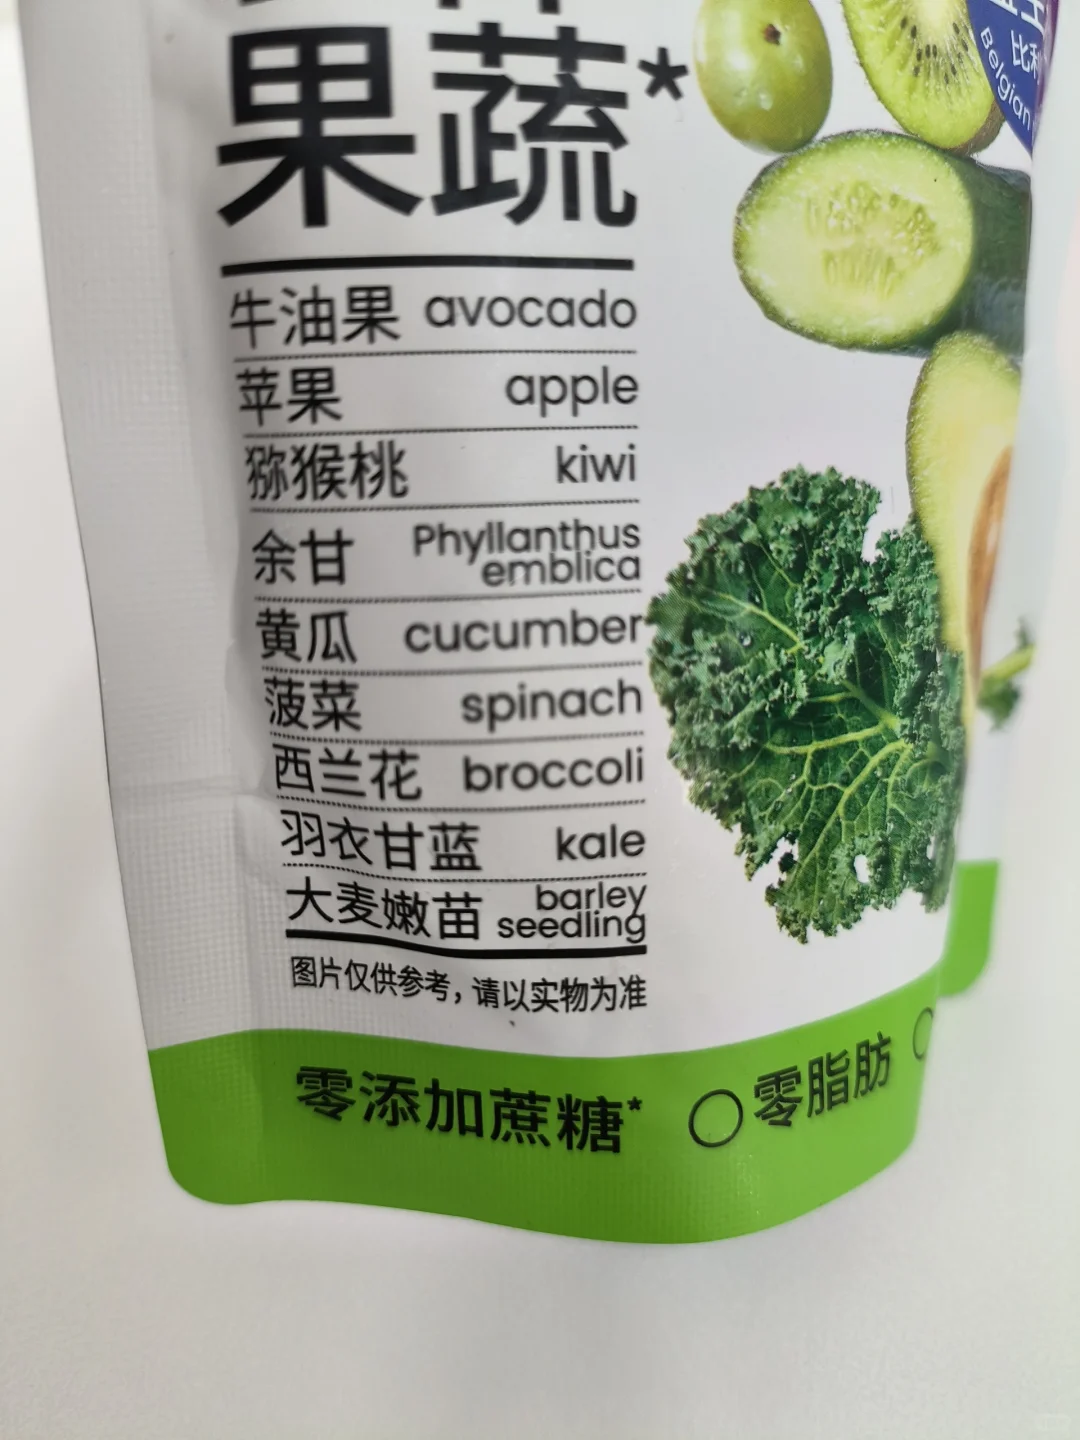 果蔬*
比利
Belgian
牛油果 avocado
苹果 apple
猕猴桃 kiwi
余甘 Phyllanthus
emblica
黄瓜 cucumber
菠菜 spinach
西兰花 broccoli
羽衣甘蓝 kale
大麦嫩苗 barley
seedling
图片仅供参考，请以实物为准
零添加蔗糖* 零脂肪